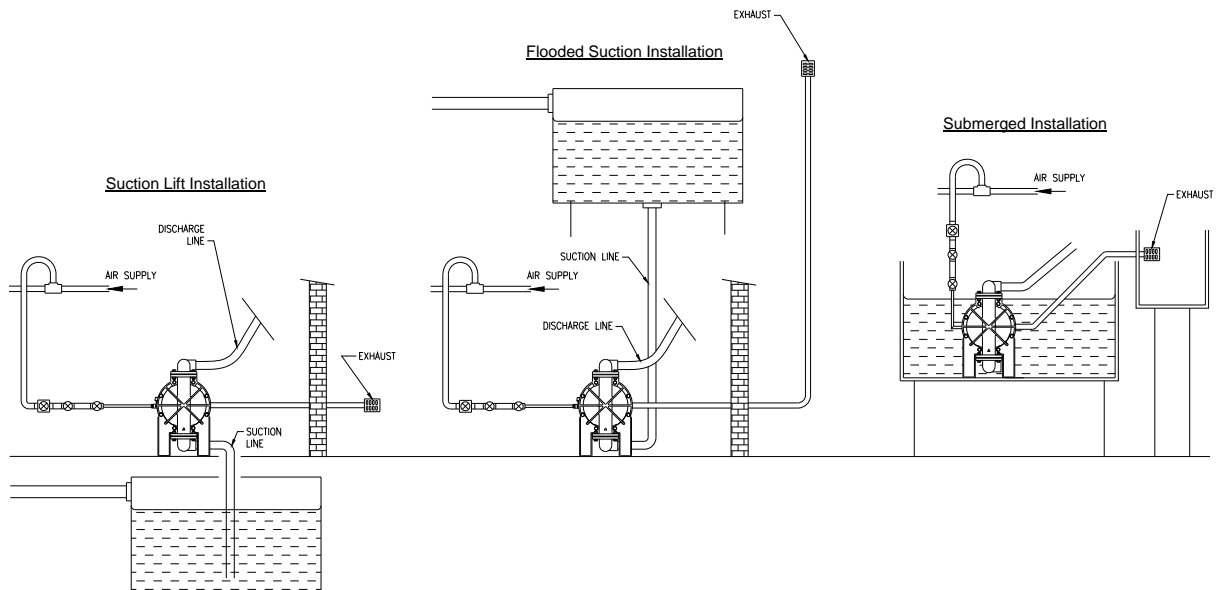 Suction Lift Installation
DISCHARGE
LINE
AIR SUPPLY
EXHAUST
SUCTION
LINE
Flooded Suction Installation
EXHAUST
SUCTION LINE
AIR SUPPLY
DISCHARGE LINE
Submerged Installation
AIR SUPPLY
EXHAUST